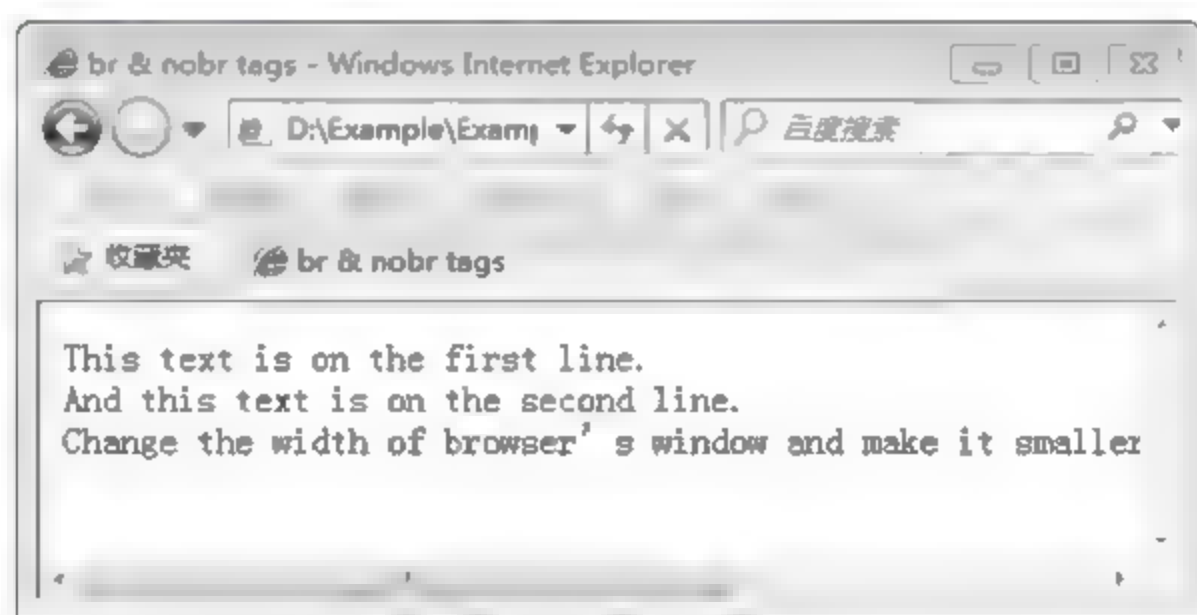 br & nobr tags - Windows Internet Explorer
D:\Example\Examp
百度搜索
收藏夹
br & nobr tags
This text is on the first line.
And this text is on the second line.
Change the width of browser’ s window and make it smaller